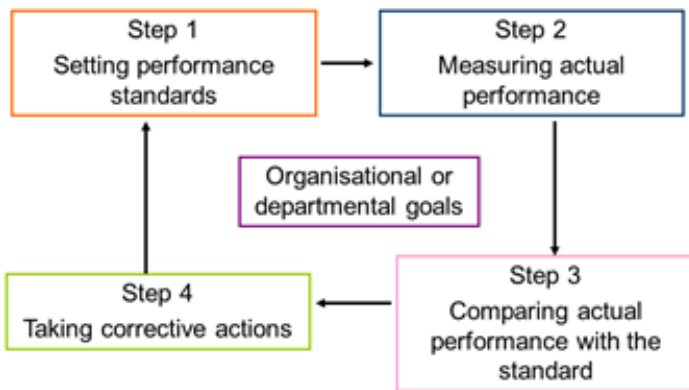 Step 1
Setting performance
standards
Step 2
Measuring actual
performance
Organisational or
departmental goals
Step 3
Comparing actual
performance with the
standard
Step 4
Taking corrective actions